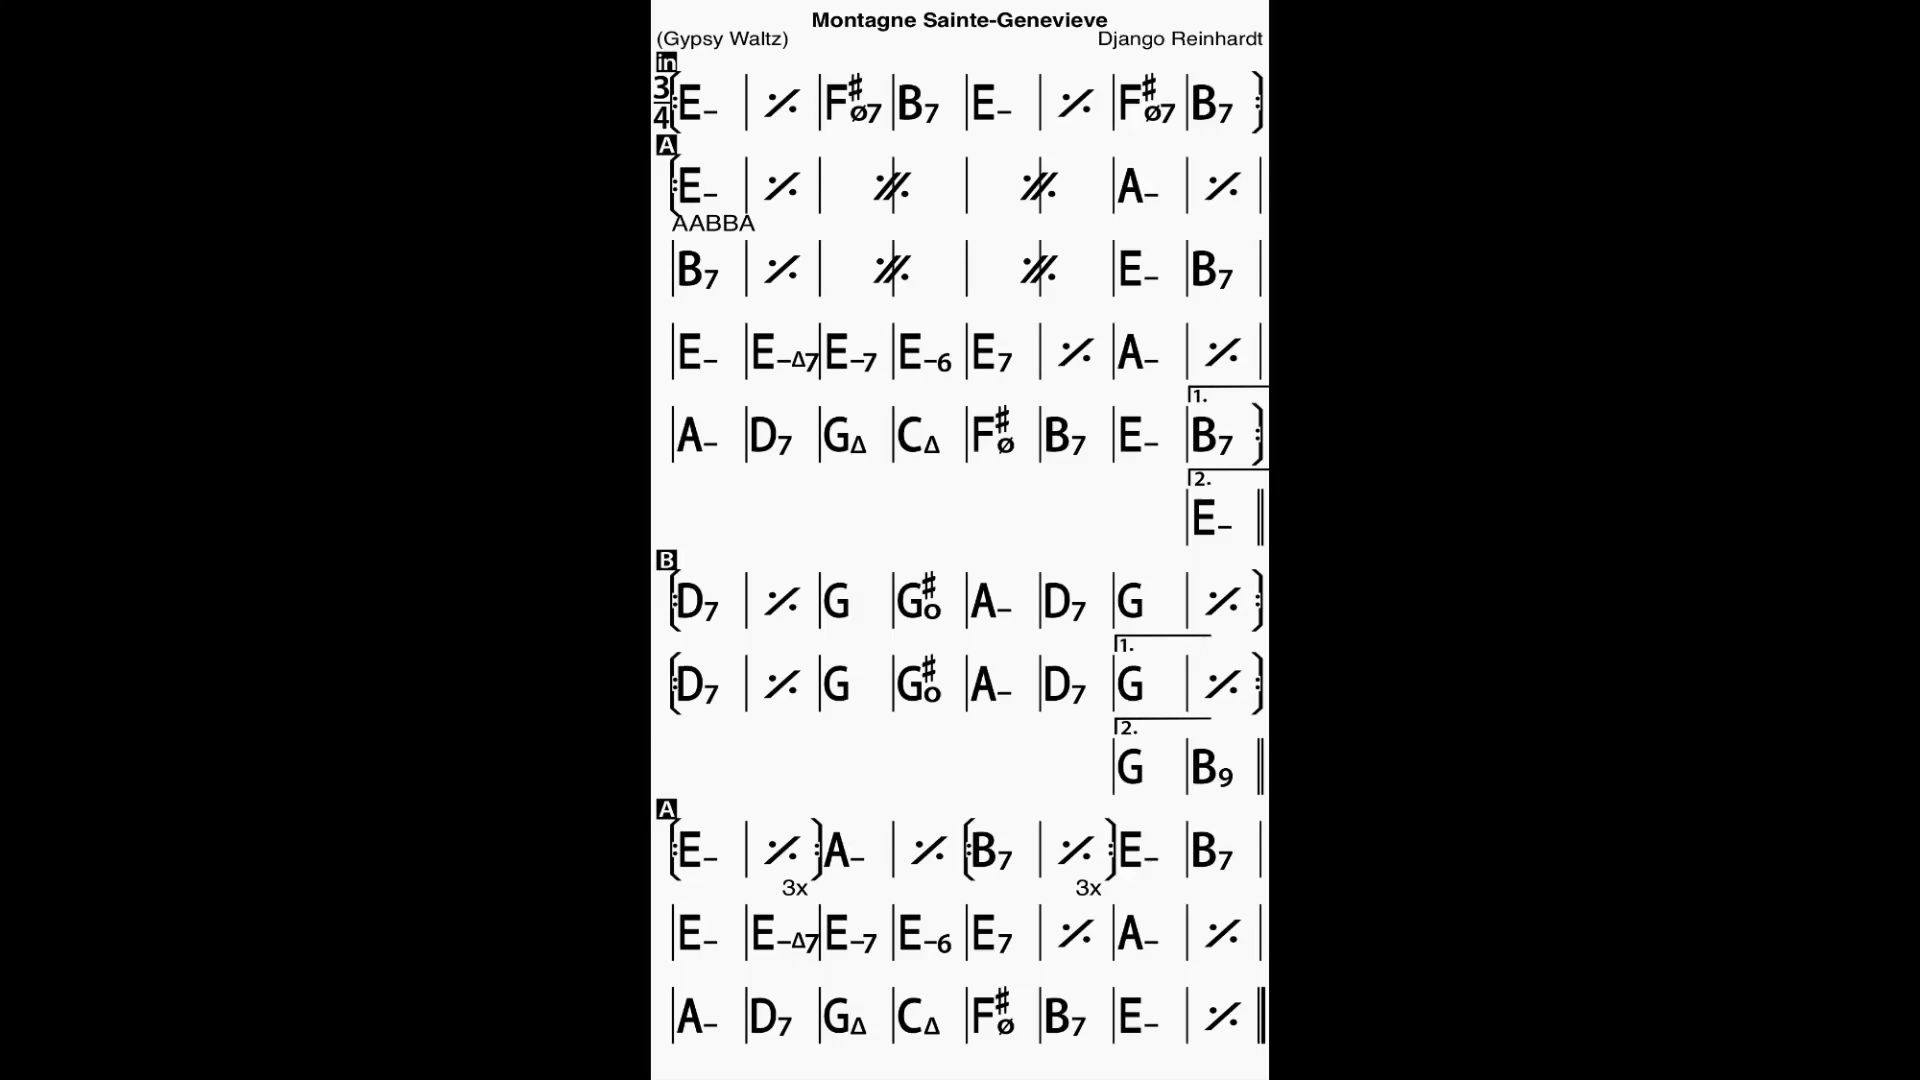 Montagne Sainte-Genevieve
(Gypsy Waltz) Django Reinhardt
in
3/4 E– | 𝄎 | F♯ø7 | B7 | E– | 𝄎 | F♯ø7 | B7
A
E– | 𝄎 | 𝄏 | 𝄏 | A– | 𝄎
AABBA
B7 | 𝄎 | 𝄏 | 𝄏 | E– | B7
E– | E–Δ7 | E–7 | E–6 | E7 | 𝄎 | A– | 𝄎
1.
A– | D7 | GΔ | CΔ | F♯ø | B7 | E– | B7
2.
E–
B
D7 | 𝄎 | G | G♯o | A– | D7 | G | 𝄎
1.
D7 | 𝄎 | G | G♯o | A– | D7 | G | 𝄎
2.
G | B9
A
E– | 𝄎 | A– | 𝄎 | B7 | 𝄎 | E– | B7
3x 3x
E– | E–Δ7 | E–7 | E–6 | E7 | 𝄎 | A– | 𝄎
A– | D7 | GΔ | CΔ | F♯ø | B7 | E– | 𝄎